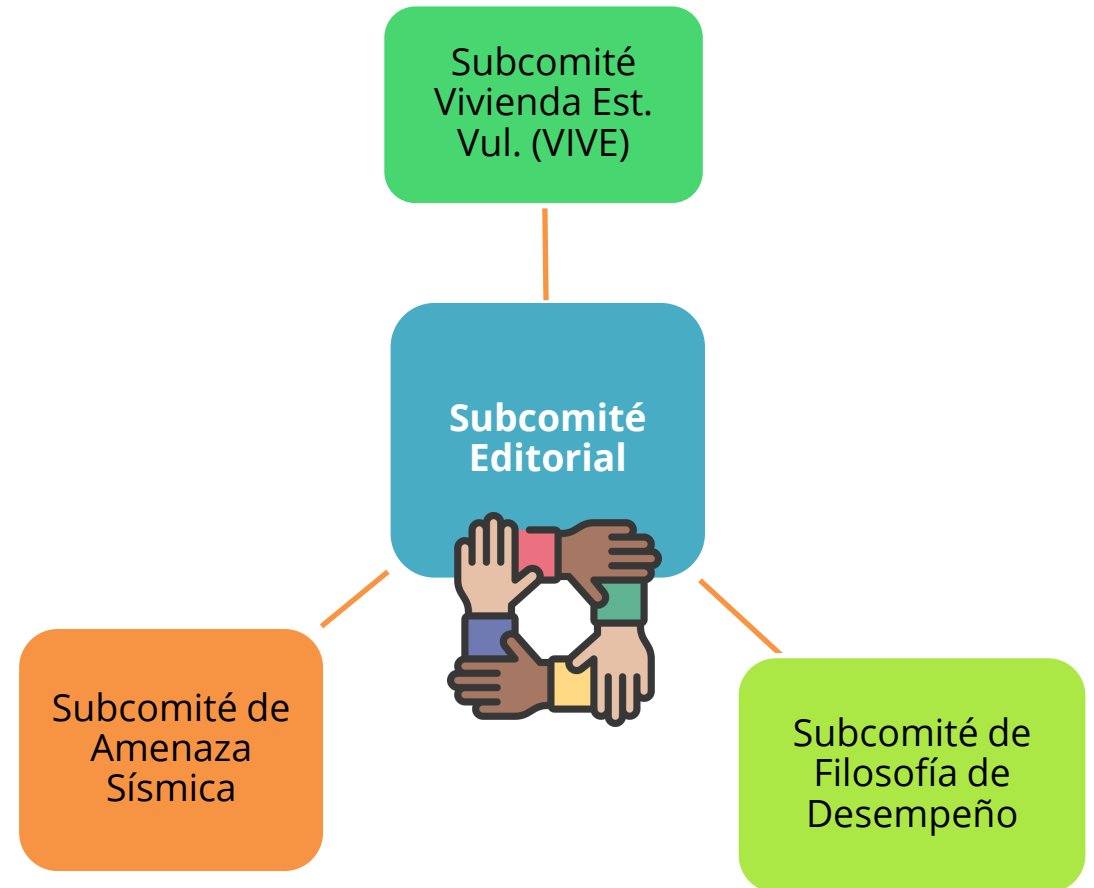 Subcomité
Vivienda Est.
Vul. (VIVE)
Subcomité
Editorial
Subcomité de
Amenaza
Sísmica
Subcomité de
Filosofía de
Desempeño